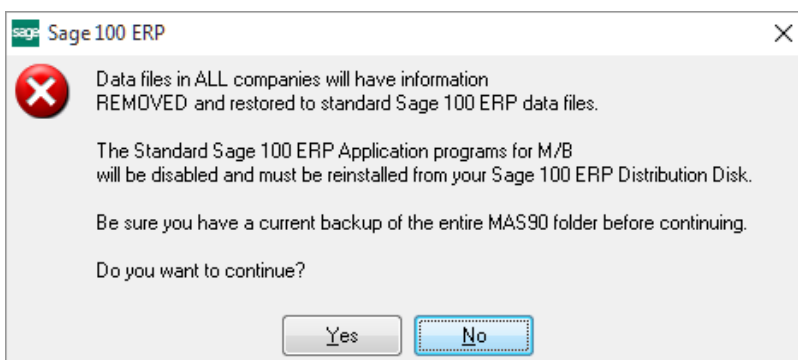 sage Sage 100 ERP
Data files in ALL companies will have information
REMOVED and restored to standard Sage 100 ERP data files.
The Standard Sage 100 ERP Application programs for M/B
will be disabled and must be reinstalled from your Sage 100 ERP Distribution Disk.
Be sure you have a current backup of the entire MAS90 folder before continuing.
Do you want to continue?
Yes No